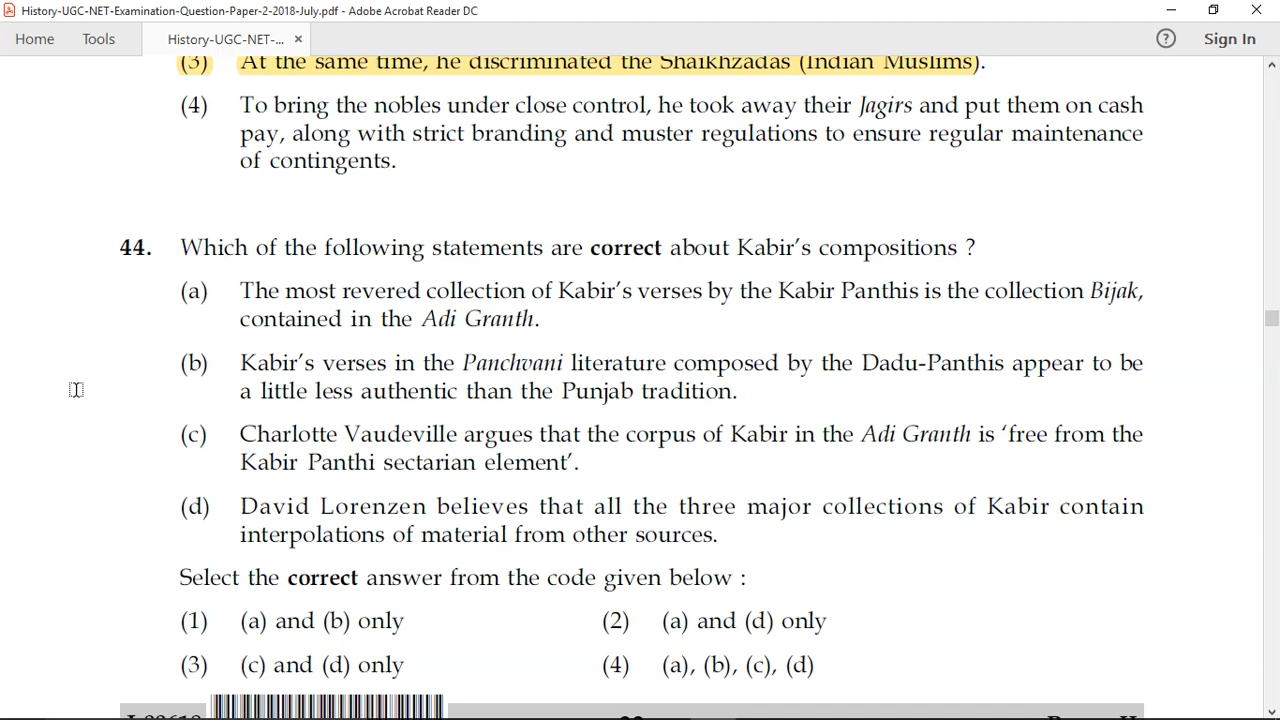 History-UGC-NET-Examination-Question-Paper-2-2018-July.pdf - Adobe Acrobat Reader DC
Home Tools History-UGC-NET-... × ? Sign In
(3) At the same time, he discriminated the Shaikhzadas (Indian Muslims).
(4) To bring the nobles under close control, he took away their Jagirs and put them on cash
pay, along with strict branding and muster regulations to ensure regular maintenance
of contingents.
44. Which of the following statements are correct about Kabir's compositions ?
(a) The most revered collection of Kabir's verses by the Kabir Panthis is the collection Bijak,
contained in the Adi Granth.
(b) Kabir's verses in the Panchvani literature composed by the Dadu-Panthis appear to be
a little less authentic than the Punjab tradition.
(c) Charlotte Vaudeville argues that the corpus of Kabir in the Adi Granth is 'free from the
Kabir Panthi sectarian element'.
(d) David Lorenzen believes that all the three major collections of Kabir contain
interpolations of material from other sources.
Select the correct answer from the code given below :
(1) (a) and (b) only (2) (a) and (d) only
(3) (c) and (d) only (4) (a), (b), (c), (d)